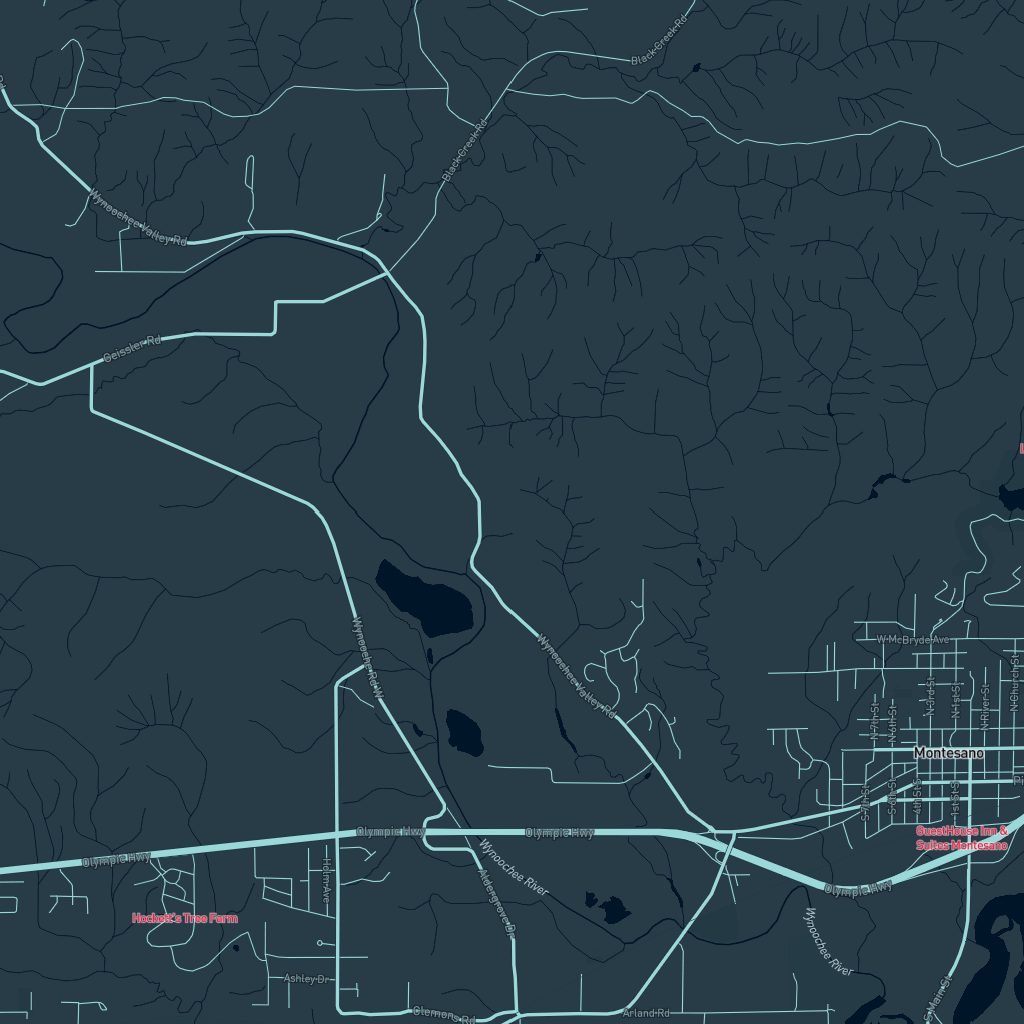 Black Creek Rd
Black Creek Rd
Wynoochee Valley Rd
Geissler Rd
Wynooche Rd W
Wynoochee Valley Rd
W McBryde Ave
N Church St
N 3rd St
N 1st St
N River St
N 7th St
N 6th St
Montesano
S 7th St
S 6th St
4th St S
1st St S
GuestHouse Inn &
Suites Montesano
Olympic Hwy
Olympic Hwy
Olympic Hwy
Olympic Hwy
Wynoochee River
Holm Ave
Aldergrove Dr
Hockett's Tree Farm
Wynoochee River
Ashley Dr
S Main St
Clemons Rd
Arland Rd